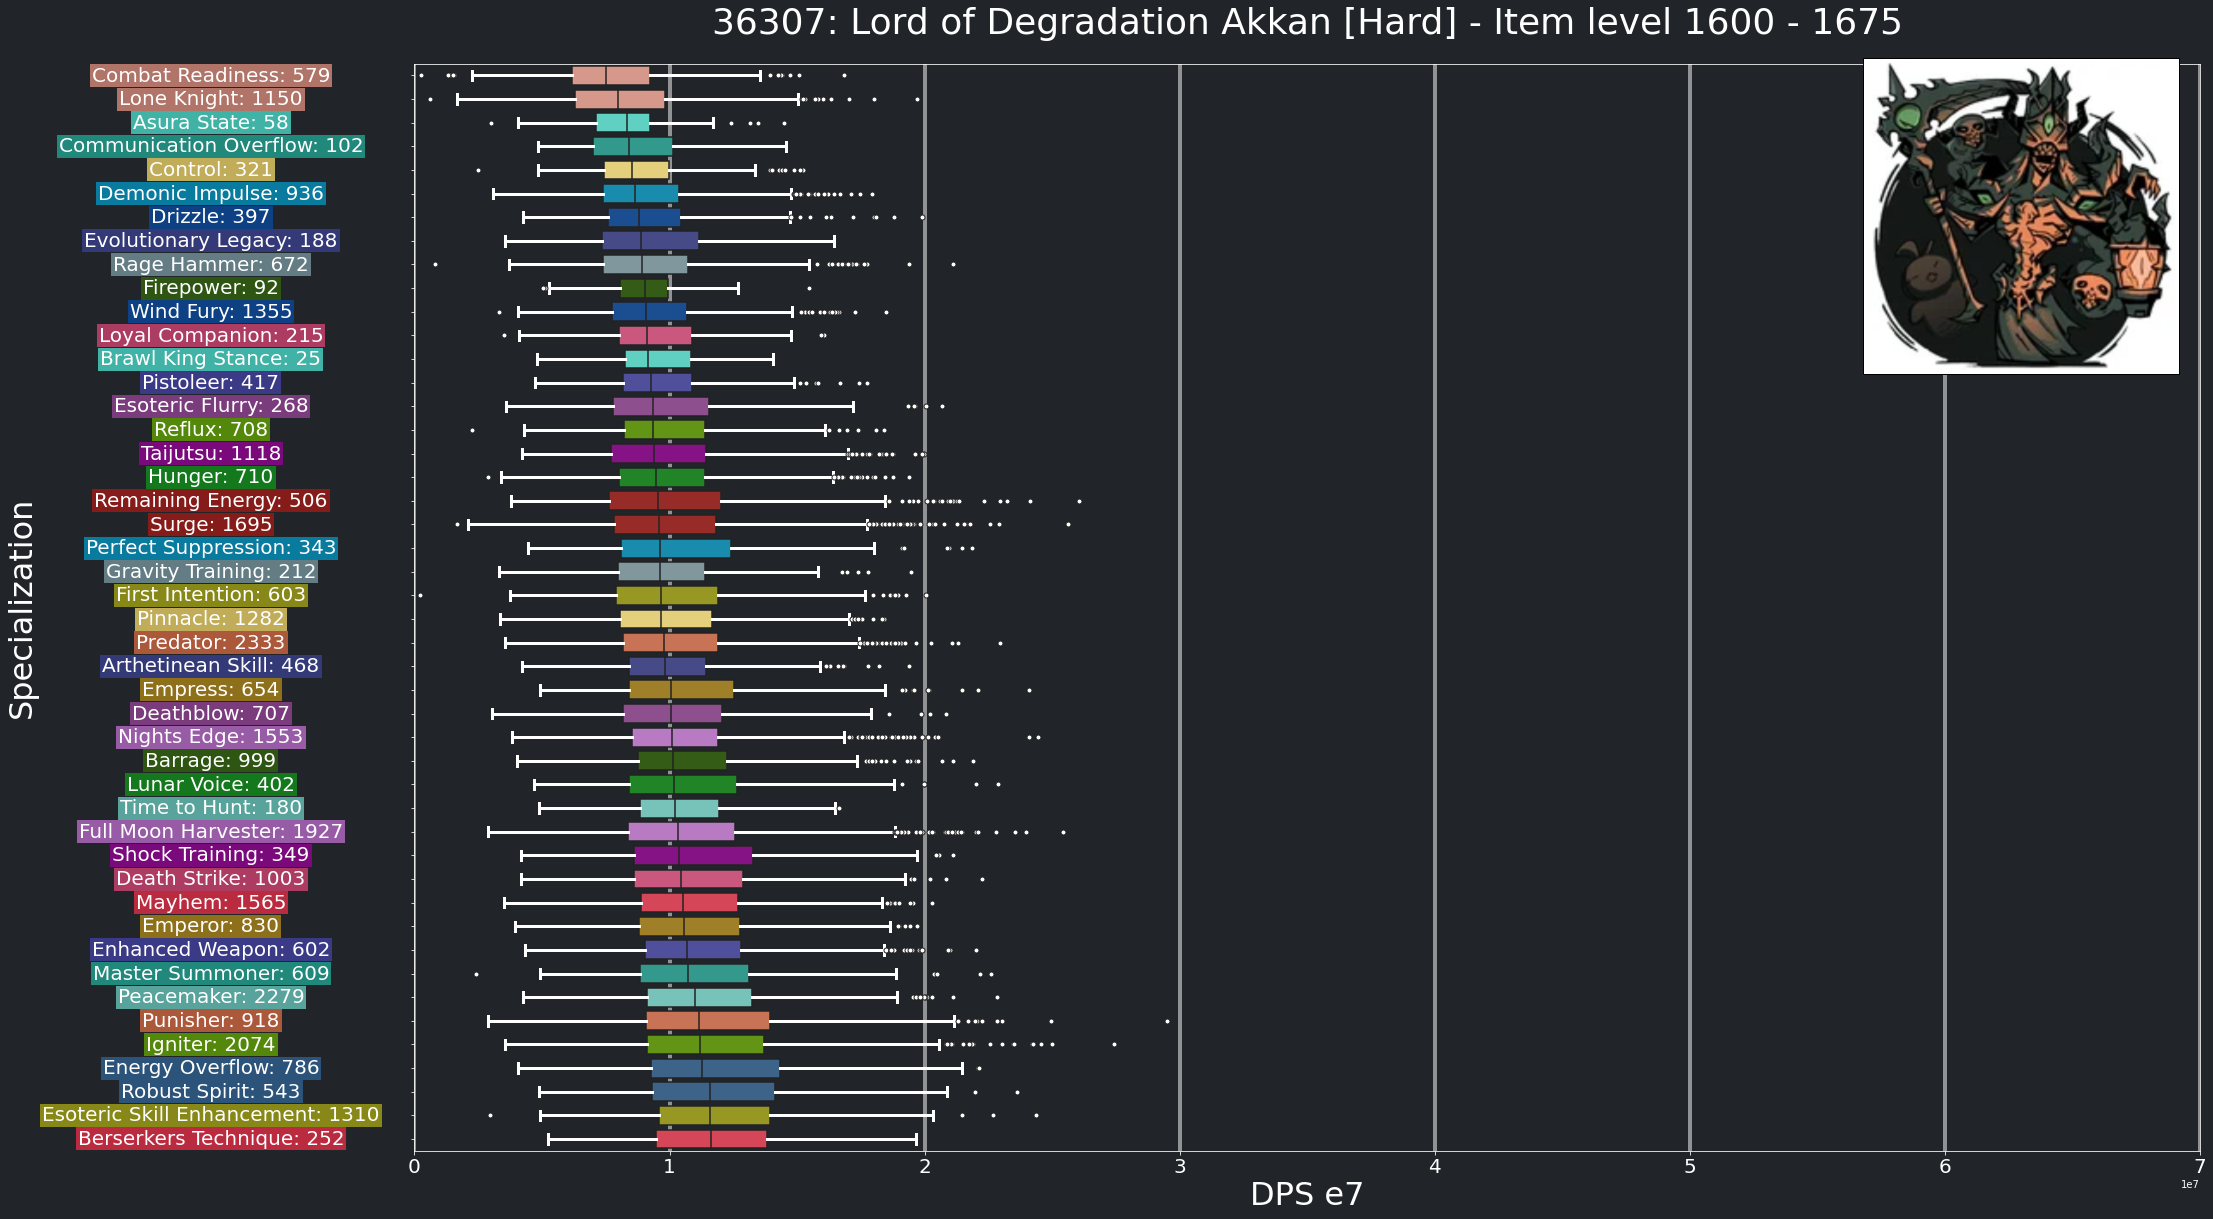 36307: Lord of Degradation Akkan [Hard] - Item level 1600 - 1675
Specialization
Combat Readiness: 579
Lone Knight: 1150
Asura State: 58
Communication Overflow: 102
Control: 321
Demonic Impulse: 936
Drizzle: 397
Evolutionary Legacy: 188
Rage Hammer: 672
Firepower: 92
Wind Fury: 1355
Loyal Companion: 215
Brawl King Stance: 25
Pistoleer: 417
Esoteric Flurry: 268
Reflux: 708
Taijutsu: 1118
Hunger: 710
Remaining Energy: 506
Surge: 1695
Perfect Suppression: 343
Gravity Training: 212
First Intention: 603
Pinnacle: 1282
Predator: 2333
Arthetinean Skill: 468
Empress: 654
Deathblow: 707
Nights Edge: 1553
Barrage: 999
Lunar Voice: 402
Time to Hunt: 180
Full Moon Harvester: 1927
Shock Training: 349
Death Strike: 1003
Mayhem: 1565
Emperor: 830
Enhanced Weapon: 602
Master Summoner: 609
Peacemaker: 2279
Punisher: 918
Igniter: 2074
Energy Overflow: 786
Robust Spirit: 543
Esoteric Skill Enhancement: 1310
Berserkers Technique: 252
0 1 2 3 4 5 6 7
1e7
DPS e7